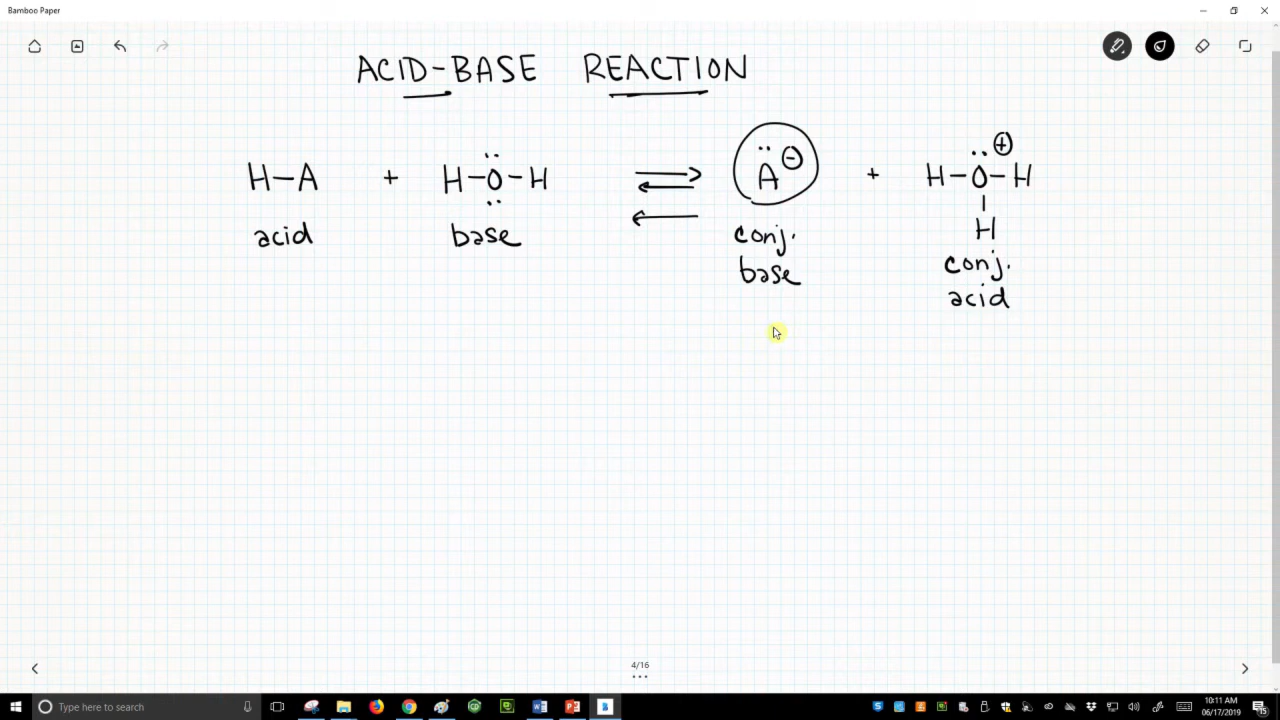 Bamboo Paper
ACID-BASE REACTION
H-A + H-Ö-H ⇌ Ä⊖ + H-Ö-H ⊕
←
H
acid base conj. base
conj. acid
4/16
Type here to search
10:11 AM
06/17/2019
15